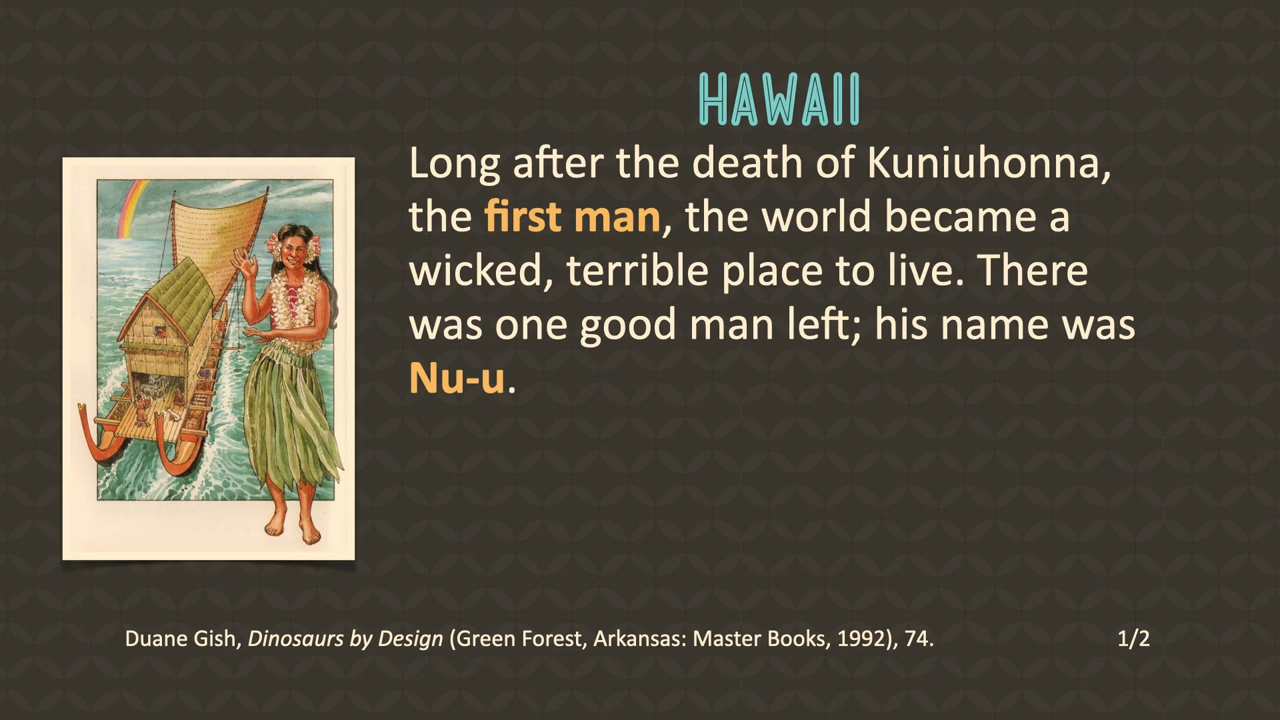 HAWAII
Long after the death of Kuniuhonna,
the first man, the world became a
wicked, terrible place to live. There
was one good man left; his name was
Nu-u.
Duane Gish, Dinosaurs by Design (Green Forest, Arkansas: Master Books, 1992), 74.
1/2